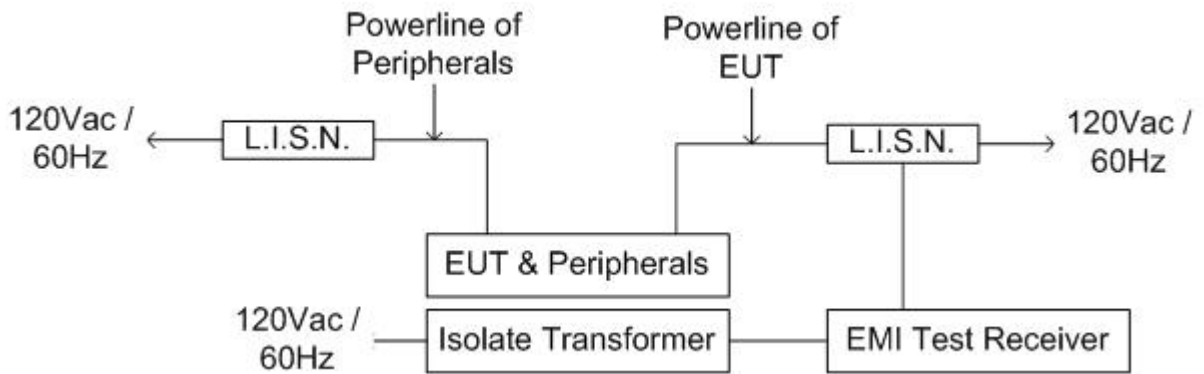 Powerline of
Peripherals
Powerline of
EUT
120Vac /
60Hz
L.I.S.N.
L.I.S.N.
120Vac /
60Hz
EUT & Peripherals
120Vac /
60Hz
Isolate Transformer
EMI Test Receiver